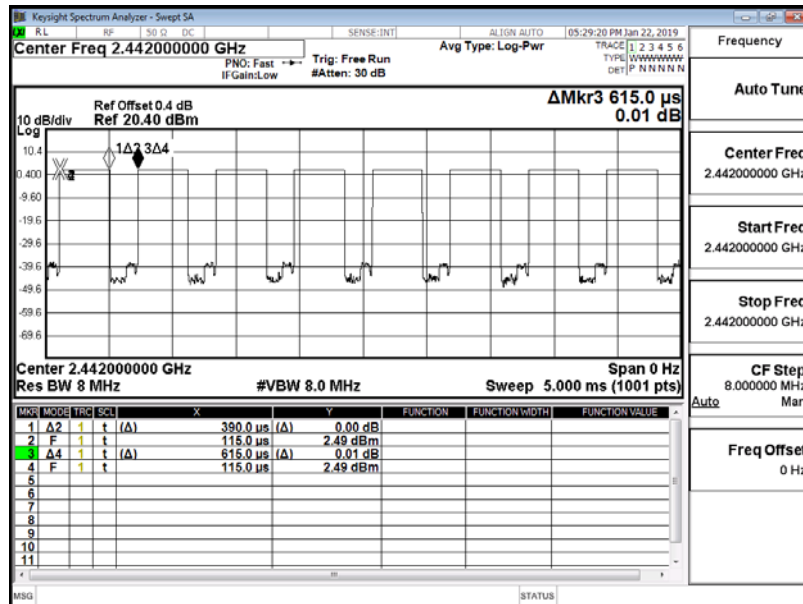 Keysight Spectrum Analyzer - Swept SA
RL RF 50 Ω DC SENSE:INT ALIGN AUTO 05:29:20 PM Jan 22, 2019
Center Freq 2.442000000 GHz
PNO: Fast
IFGain:Low
Trig: Free Run
#Atten: 30 dB
Avg Type: Log-Pwr
TRACE 1 2 3 4 5 6
TYPE WWWWWW
DET P N N N N N
ΔMkr3 615.0 µs
0.01 dB
Ref Offset 0.4 dB
10 dB/div Ref 20.40 dBm
Log
1Δ2 3Δ4
10.4
0.400
-9.60
-19.6
-29.6
-39.6
-49.6
-59.6
-69.6
Center 2.442000000 GHz Span 0 Hz
Res BW 8 MHz #VBW 8.0 MHz Sweep 5.000 ms (1001 pts)
MKR MODE TRC SCL X Y FUNCTION FUNCTION WIDTH FUNCTION VALUE
1 Δ2 1 t (Δ) 390.0 µs (Δ) 0.00 dB
2 F 1 t 115.0 µs 2.49 dBm
3 Δ4 1 t (Δ) 615.0 µs (Δ) 0.01 dB
4 F 1 t 115.0 µs 2.49 dBm
5
6
7
8
9
10
11
MSG STATUS
Frequency
Auto Tune
Center Freq
2.442000000 GHz
Start Freq
2.442000000 GHz
Stop Freq
2.442000000 GHz
CF Step
8.000000 MHz
Auto Man
Freq Offset
0 Hz